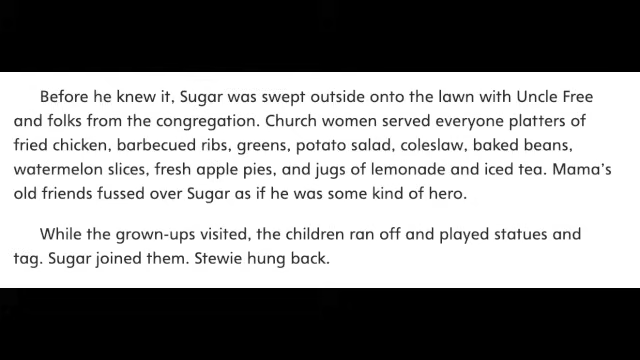 Before he knew it, Sugar was swept outside onto the lawn with Uncle Free
and folks from the congregation. Church women served everyone platters of
fried chicken, barbecued ribs, greens, potato salad, coleslaw, baked beans,
watermelon slices, fresh apple pies, and jugs of lemonade and iced tea. Mama’s
old friends fussed over Sugar as if he was some kind of hero.
While the grown-ups visited, the children ran off and played statues and
tag. Sugar joined them. Stewie hung back.